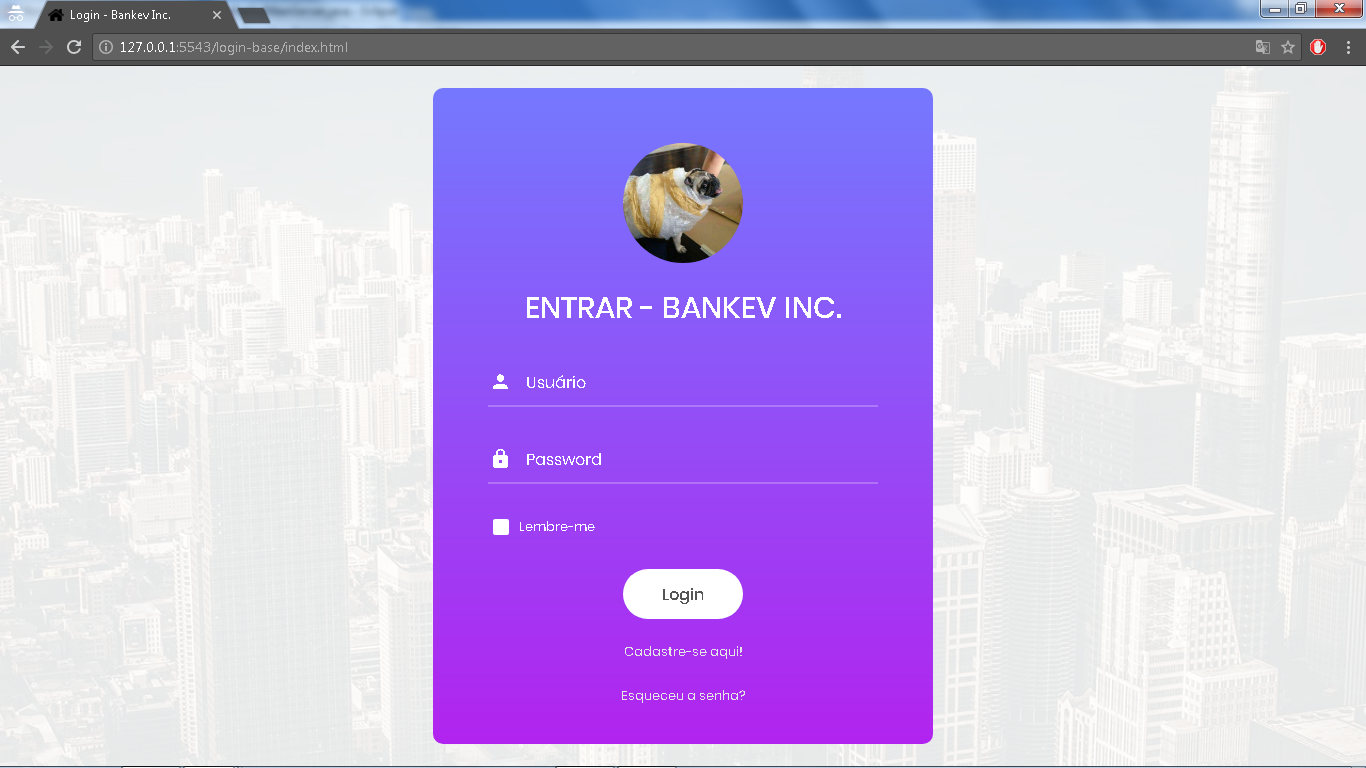 Login - Bankev Inc.
127.0.0.1:5543/login-base/index.html
ENTRAR - BANKEV INC.
Usuário
Password
Lembre-me
Login
Cadastre-se aqui!
Esqueceu a senha?